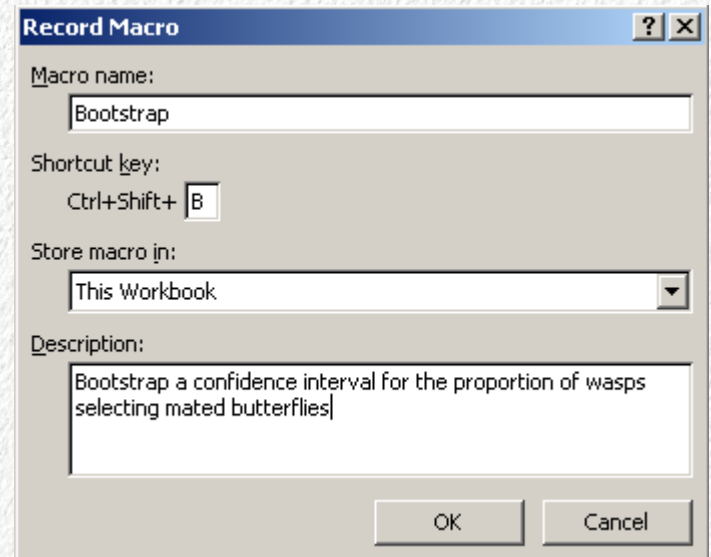 Record Macro
Macro name:
Bootstrap
Shortcut key:
Ctrl+Shift+ B
Store macro in:
This Workbook
Description:
Bootstrap a confidence interval for the proportion of wasps
selecting mated butterflies
OK Cancel